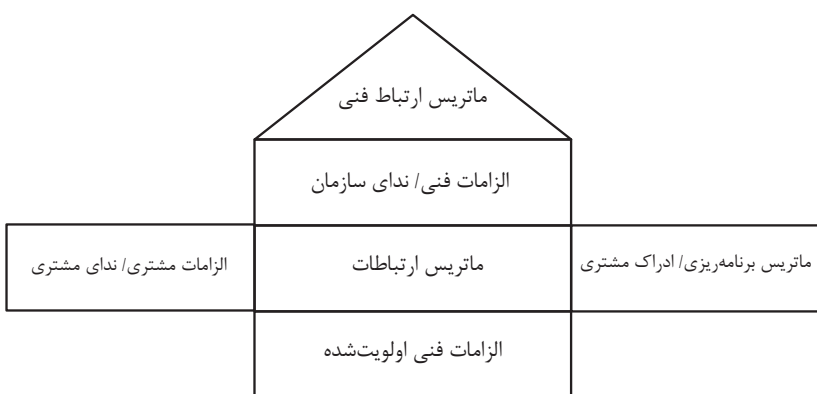 ماتریس ارتباط فنی
الزامات فنی/ ندای سازمان
ماتریس برنامه‌ریزی/ ادراک مشتری
ماتریس ارتباطات
الزامات مشتری/ ندای مشتری
الزامات فنی اولویت‌شده